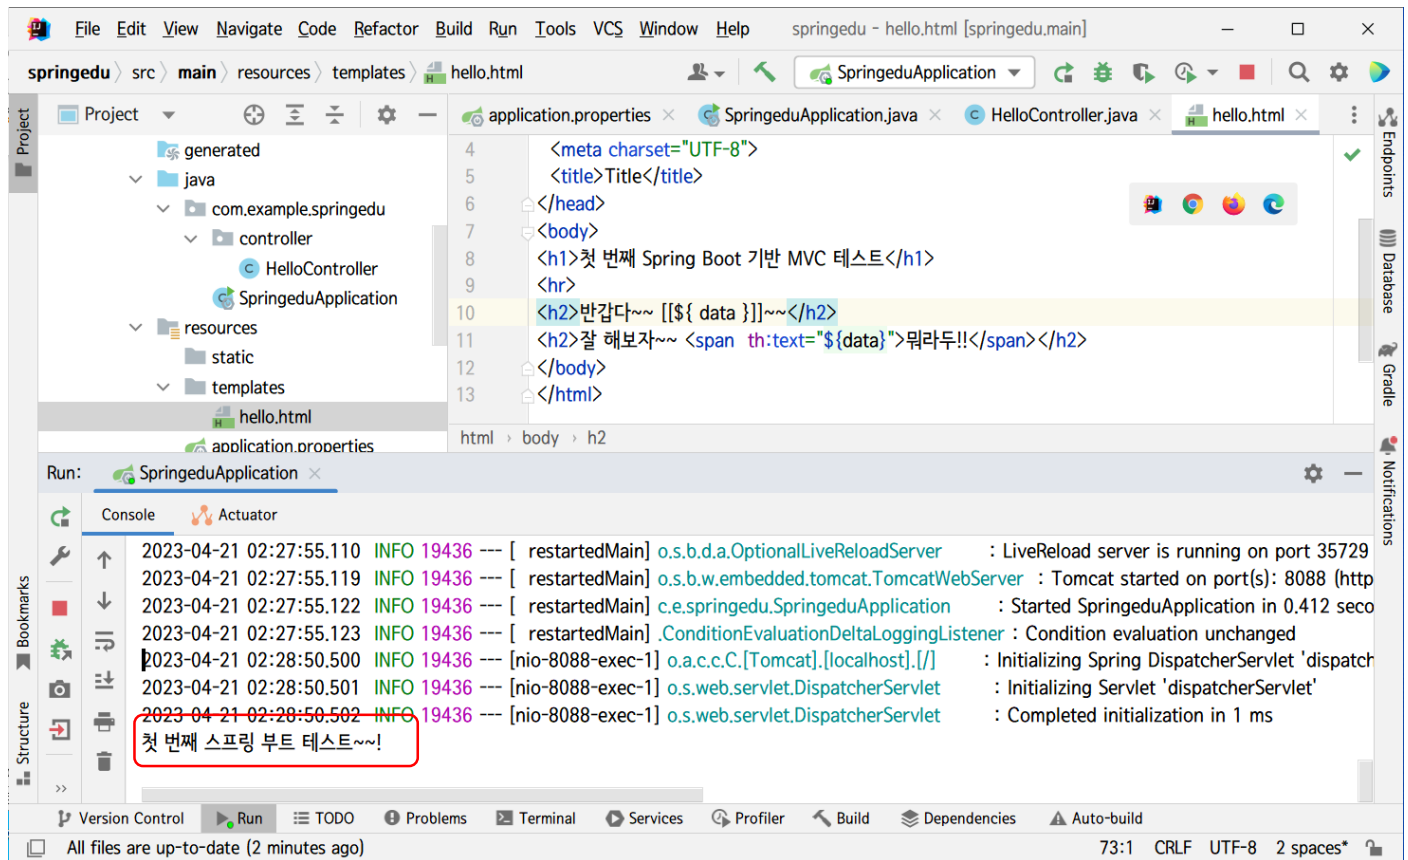 File Edit View Navigate Code Refactor Build Run Tools VCS Window Help springedu - hello.html [springedu.main]
springedu src main resources templates hello.html SpringeduApplication
Project
Project
generated
java
com.example.springedu
controller
HelloController
SpringeduApplication
resources
static
templates
hello.html
application.properties
application.properties SpringeduApplication.java HelloController.java hello.html
4 <meta charset="UTF-8">
5 <title>Title</title>
6 </head>
7 <body>
8 <h1>첫 번째 Spring Boot 기반 MVC 테스트</h1>
9 <hr>
10 <h2>반갑다~~ [[${ data }]]~~</h2>
11 <h2>잘 해보자~~ <span th:text="${data}">뭐라두!!</span></h2>
12 </body>
13 </html>
html › body › h2
Endpoints
Database
Gradle
Notifications
Run: SpringeduApplication
Console Actuator
2023-04-21 02:27:55.110 INFO 19436 --- [ restartedMain] o.s.b.d.a.OptionalLiveReloadServer : LiveReload server is running on port 35729
2023-04-21 02:27:55.119 INFO 19436 --- [ restartedMain] o.s.b.w.embedded.tomcat.TomcatWebServer : Tomcat started on port(s): 8088 (http
2023-04-21 02:27:55.122 INFO 19436 --- [ restartedMain] c.e.springedu.SpringeduApplication : Started SpringeduApplication in 0.412 seco
2023-04-21 02:27:55.123 INFO 19436 --- [ restartedMain] .ConditionEvaluationDeltaLoggingListener : Condition evaluation unchanged
2023-04-21 02:28:50.500 INFO 19436 --- [nio-8088-exec-1] o.a.c.c.C.[Tomcat].[localhost].[/] : Initializing Spring DispatcherServlet 'dispatch
2023-04-21 02:28:50.501 INFO 19436 --- [nio-8088-exec-1] o.s.web.servlet.DispatcherServlet : Initializing Servlet 'dispatcherServlet'
2023-04-21 02:28:50.502 INFO 19436 --- [nio-8088-exec-1] o.s.web.servlet.DispatcherServlet : Completed initialization in 1 ms
첫 번째 스프링 부트 테스트~~!
Bookmarks
Structure
Version Control Run TODO Problems Terminal Services Profiler Build Dependencies Auto-build
All files are up-to-date (2 minutes ago) 73:1 CRLF UTF-8 2 spaces*